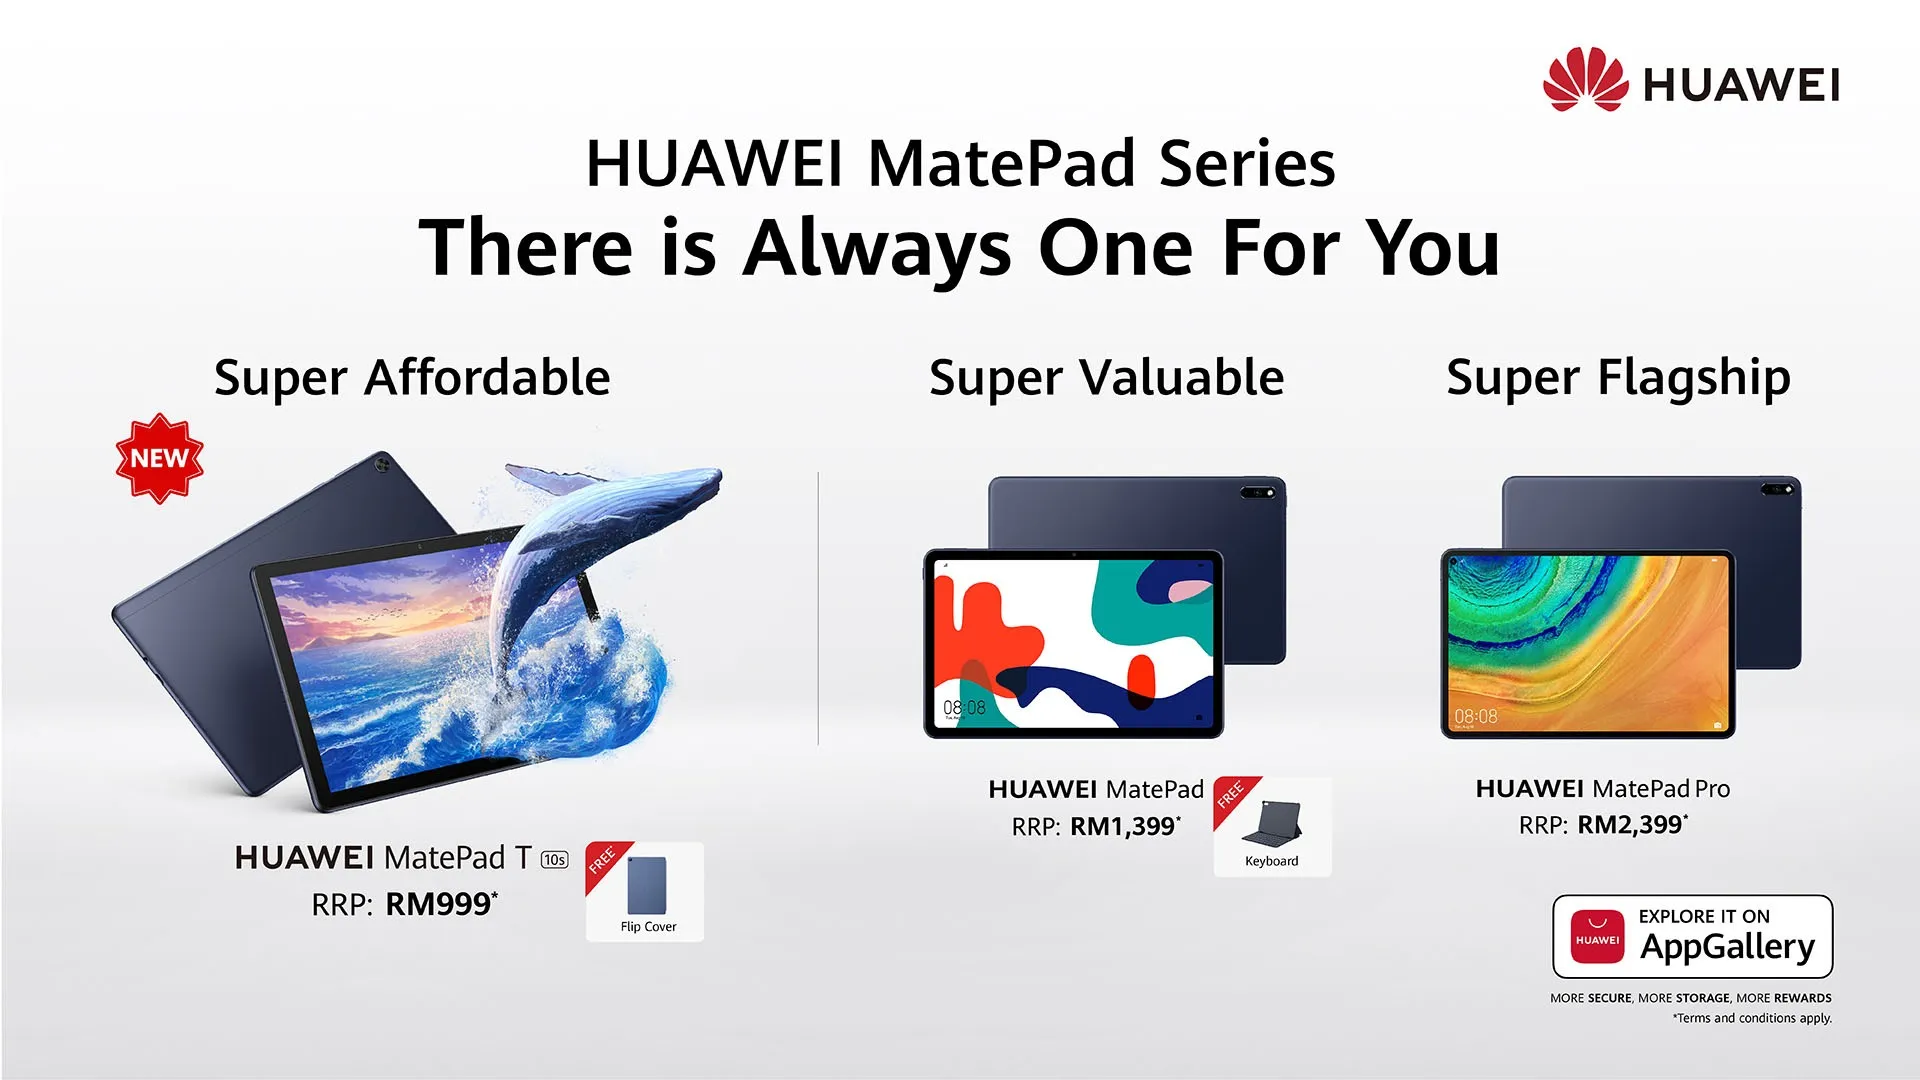 HUAWEI
HUAWEI MatePad Series
There is Always One For You
Super Affordable
NEW
HUAWEI MatePad T 10s
RRP: RM999*
FREE*
Flip Cover
Super Valuable
08:08
HUAWEI MatePad
RRP: RM1,399*
FREE*
Keyboard
Super Flagship
08:08
HUAWEI MatePad Pro
RRP: RM2,399*
HUAWEI
EXPLORE IT ON
AppGallery
MORE SECURE, MORE STORAGE, MORE REWARDS
*Terms and conditions apply.